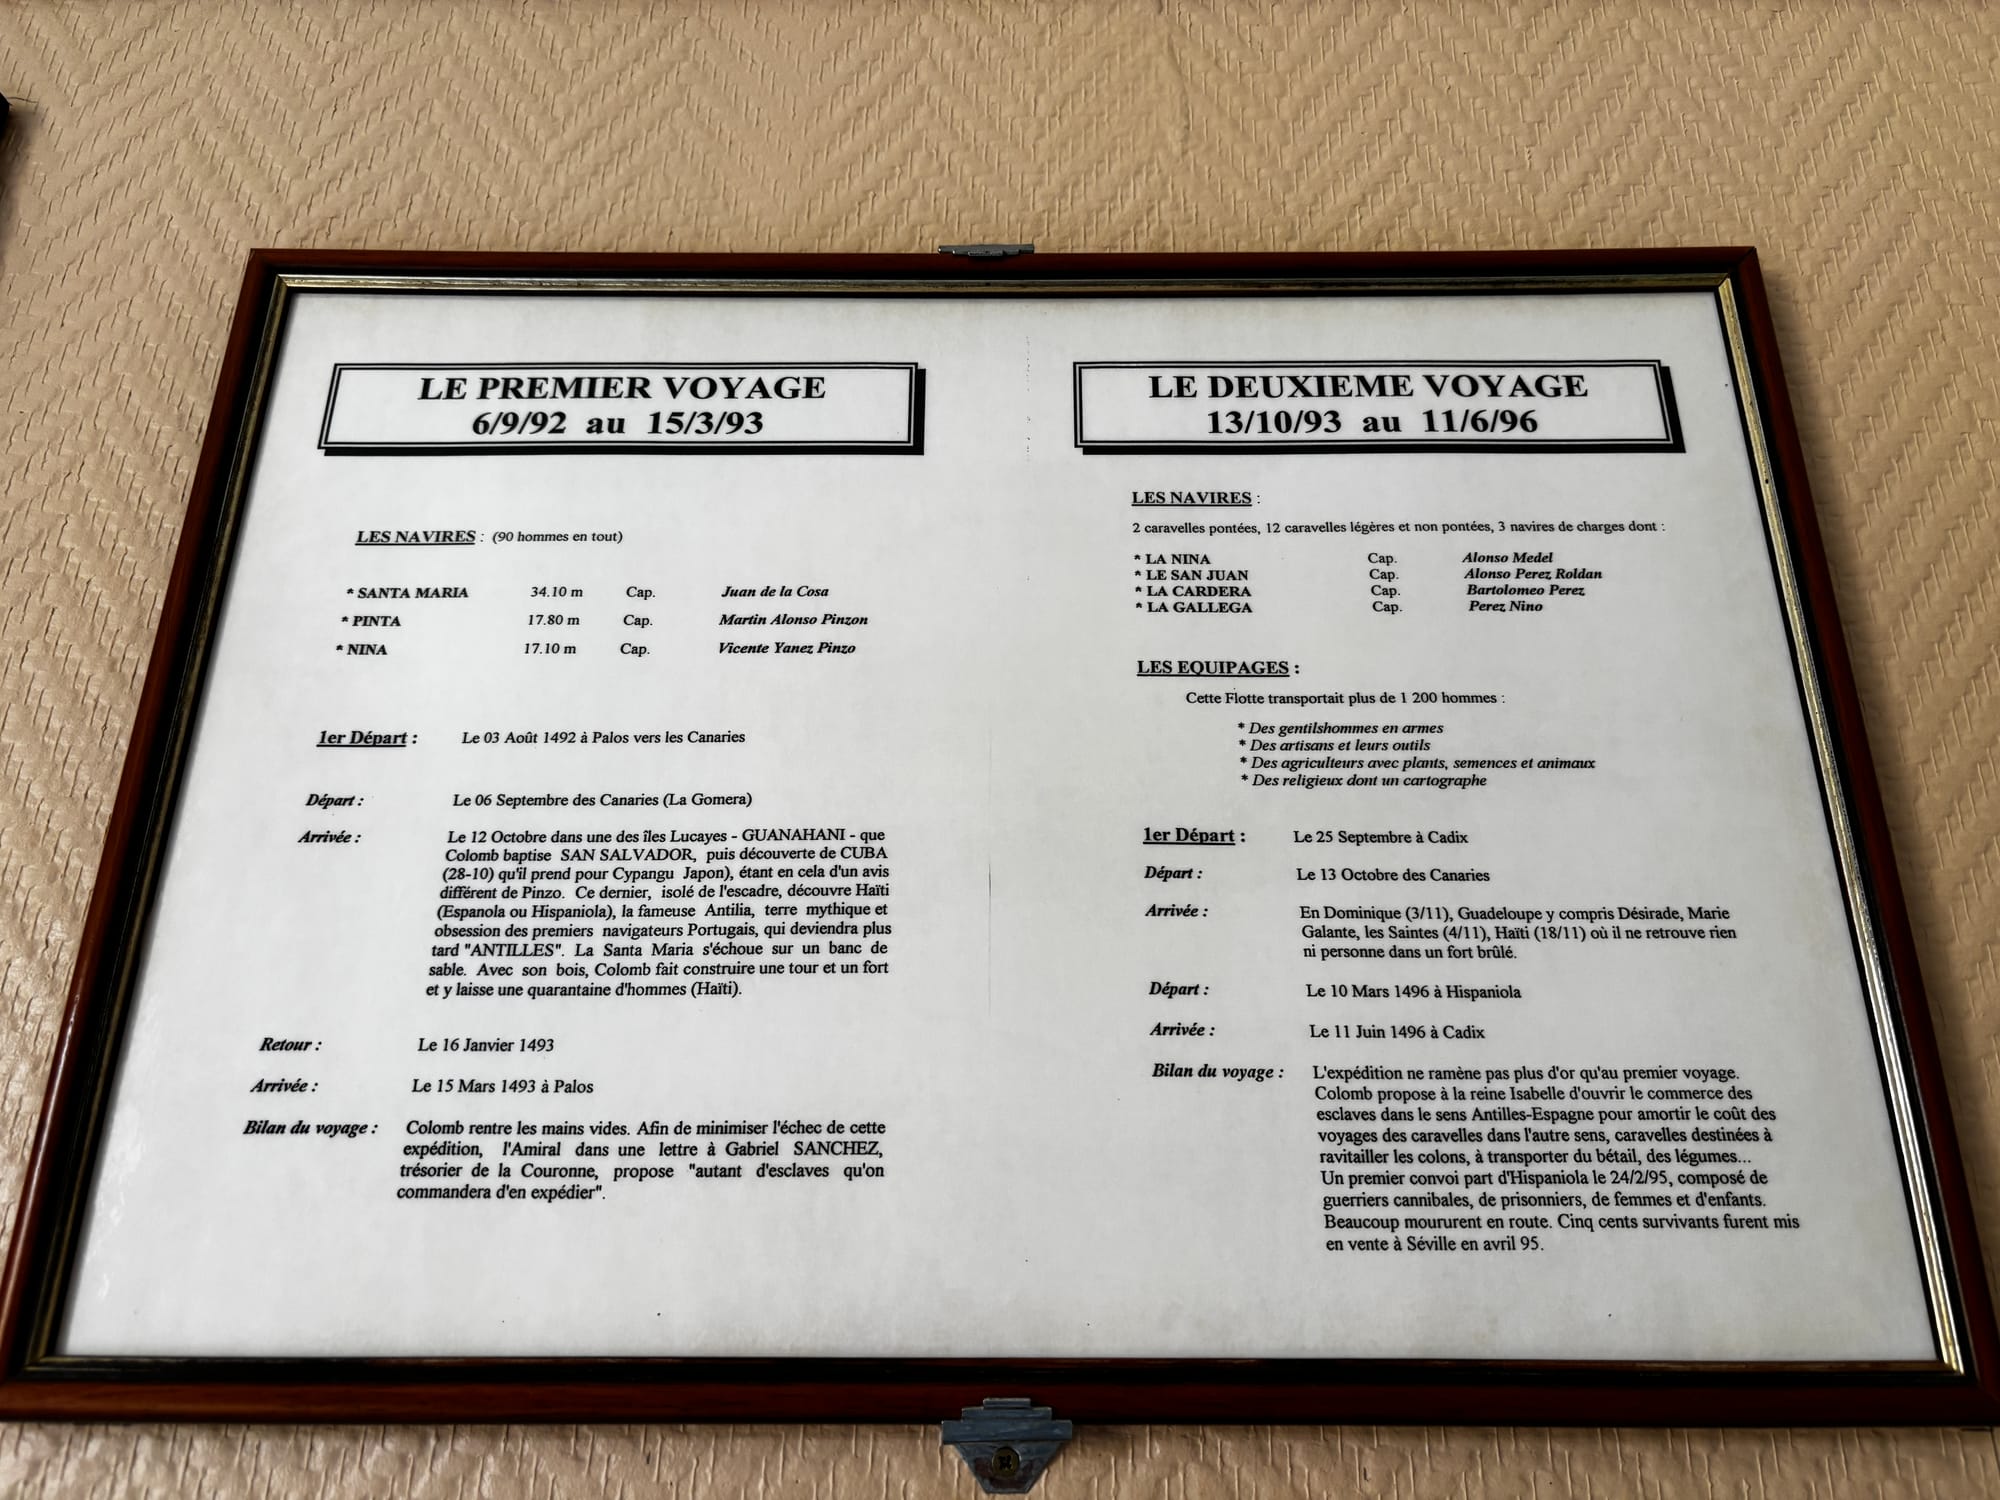 LE PREMIER VOYAGE
6/9/92 au 15/3/93
LES NAVIRES : (90 hommes en tout)
* SANTA MARIA 34.10 m Cap. Juan de la Cosa
* PINTA 17.80 m Cap. Martin Alonso Pinzon
* NINA 17.10 m Cap. Vicente Yanez Pinzo
1er Départ : Le 03 Août 1492 à Palos vers les Canaries
Départ : Le 06 Septembre des Canaries (La Gomera)
Arrivée : Le 12 Octobre dans une des îles Lucayes - GUANAHANI - que
Colomb baptise SAN SALVADOR, puis découverte de CUBA
(28-10) qu'il prend pour Cypangu Japon), étant en cela d'un avis
différent de Pinzo. Ce dernier, isolé de l'escadre, découvre Haïti
(Espanola ou Hispaniola), la fameuse Antilia, terre mythique et
obsession des premiers navigateurs Portugais, qui deviendra plus
tard "ANTILLES". La Santa Maria s'échoue sur un banc de
sable. Avec son bois, Colomb fait construire une tour et un fort
et y laisse une quarantaine d'hommes (Haïti).
Retour : Le 16 Janvier 1493
Arrivée : Le 15 Mars 1493 à Palos
Bilan du voyage : Colomb rentre les mains vides. Afin de minimiser l'échec de cette
expédition, l'Amiral dans une lettre à Gabriel SANCHEZ,
trésorier de la Couronne, propose "autant d'esclaves qu'on
commandera d'en expédier".
LE DEUXIEME VOYAGE
13/10/93 au 11/6/96
LES NAVIRES :
2 caravelles pontées, 12 caravelles légères et non pontées, 3 navires de charges dont :
* LA NINA Cap. Alonso Medel
* LE SAN JUAN Cap. Alonso Perez Roldan
* LA CARDERA Cap. Bartolomeo Perez
* LA GALLEGA Cap. Perez Nino
LES EQUIPAGES :
Cette Flotte transportait plus de 1 200 hommes :
* Des gentilshommes en armes
* Des artisans et leurs outils
* Des agriculteurs avec plants, semences et animaux
* Des religieux dont un cartographe
1er Départ : Le 25 Septembre à Cadix
Départ : Le 13 Octobre des Canaries
Arrivée : En Dominique (3/11), Guadeloupe y compris Désirade, Marie
Galante, les Saintes (4/11), Haïti (18/11) où il ne retrouve rien
ni personne dans un fort brûlé.
Départ : Le 10 Mars 1496 à Hispaniola
Arrivée : Le 11 Juin 1496 à Cadix
Bilan du voyage : L'expédition ne ramène pas plus d'or qu'au premier voyage.
Colomb propose à la reine Isabelle d'ouvrir le commerce des
esclaves dans le sens Antilles-Espagne pour amortir le coût des
voyages des caravelles dans l'autre sens, caravelles destinées à
ravitailler les colons, à transporter du bétail, des légumes...
Un premier convoi part d'Hispaniola le 24/2/95, composé de
guerriers cannibales, de prisonniers, de femmes et d'enfants.
Beaucoup moururent en route. Cinq cents survivants furent mis
en vente à Séville en avril 95.